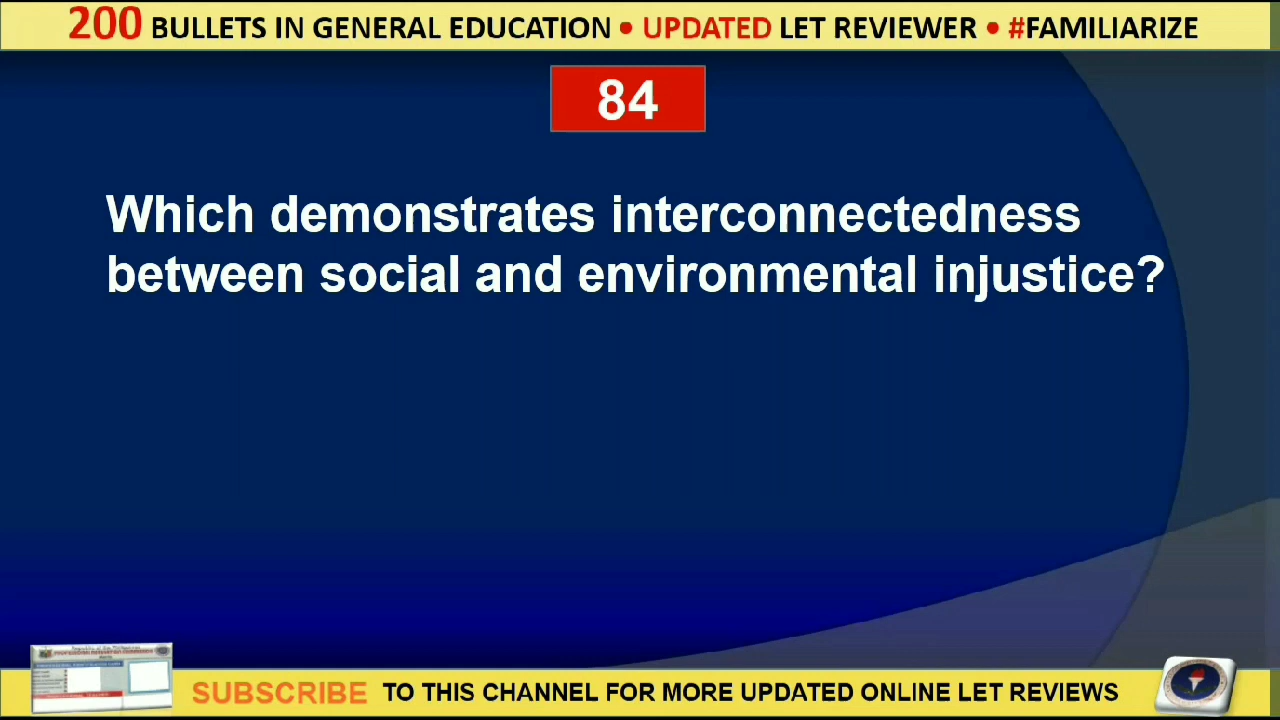 200 BULLETS IN GENERAL EDUCATION • UPDATED LET REVIEWER • #FAMILIARIZE
84
Which demonstrates interconnectedness
between social and environmental injustice?
SUBSCRIBE TO THIS CHANNEL FOR MORE UPDATED ONLINE LET REVIEWS